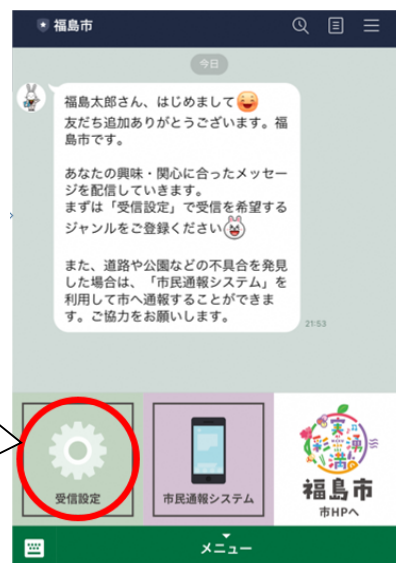 福島市
今日
福島太郎さん、はじめまして
友だち追加ありがとうございます。福
島市です。
あなたの興味・関心に合ったメッセー
ジを配信していきます。
まずは「受信設定」で受信を希望する
ジャンルをご登録ください
また、道路や公園などの不具合を発見
した場合は、「市民通報システム」を
利用して市へ通報することができま
す。ご協力をお願いします。
21:53
受信設定
市民通報システム
実・湧
彩・満
福島市
市HPへ
メニュー